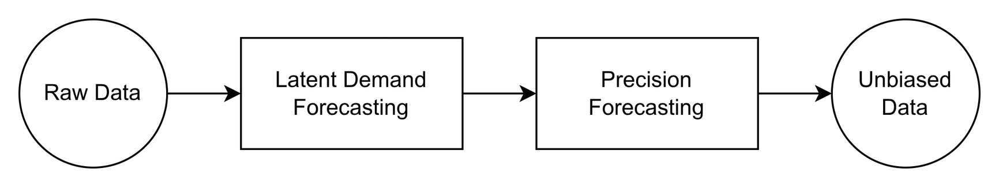 Raw Data
Latent Demand
Forecasting
Precision
Forecasting
Unbiased
Data